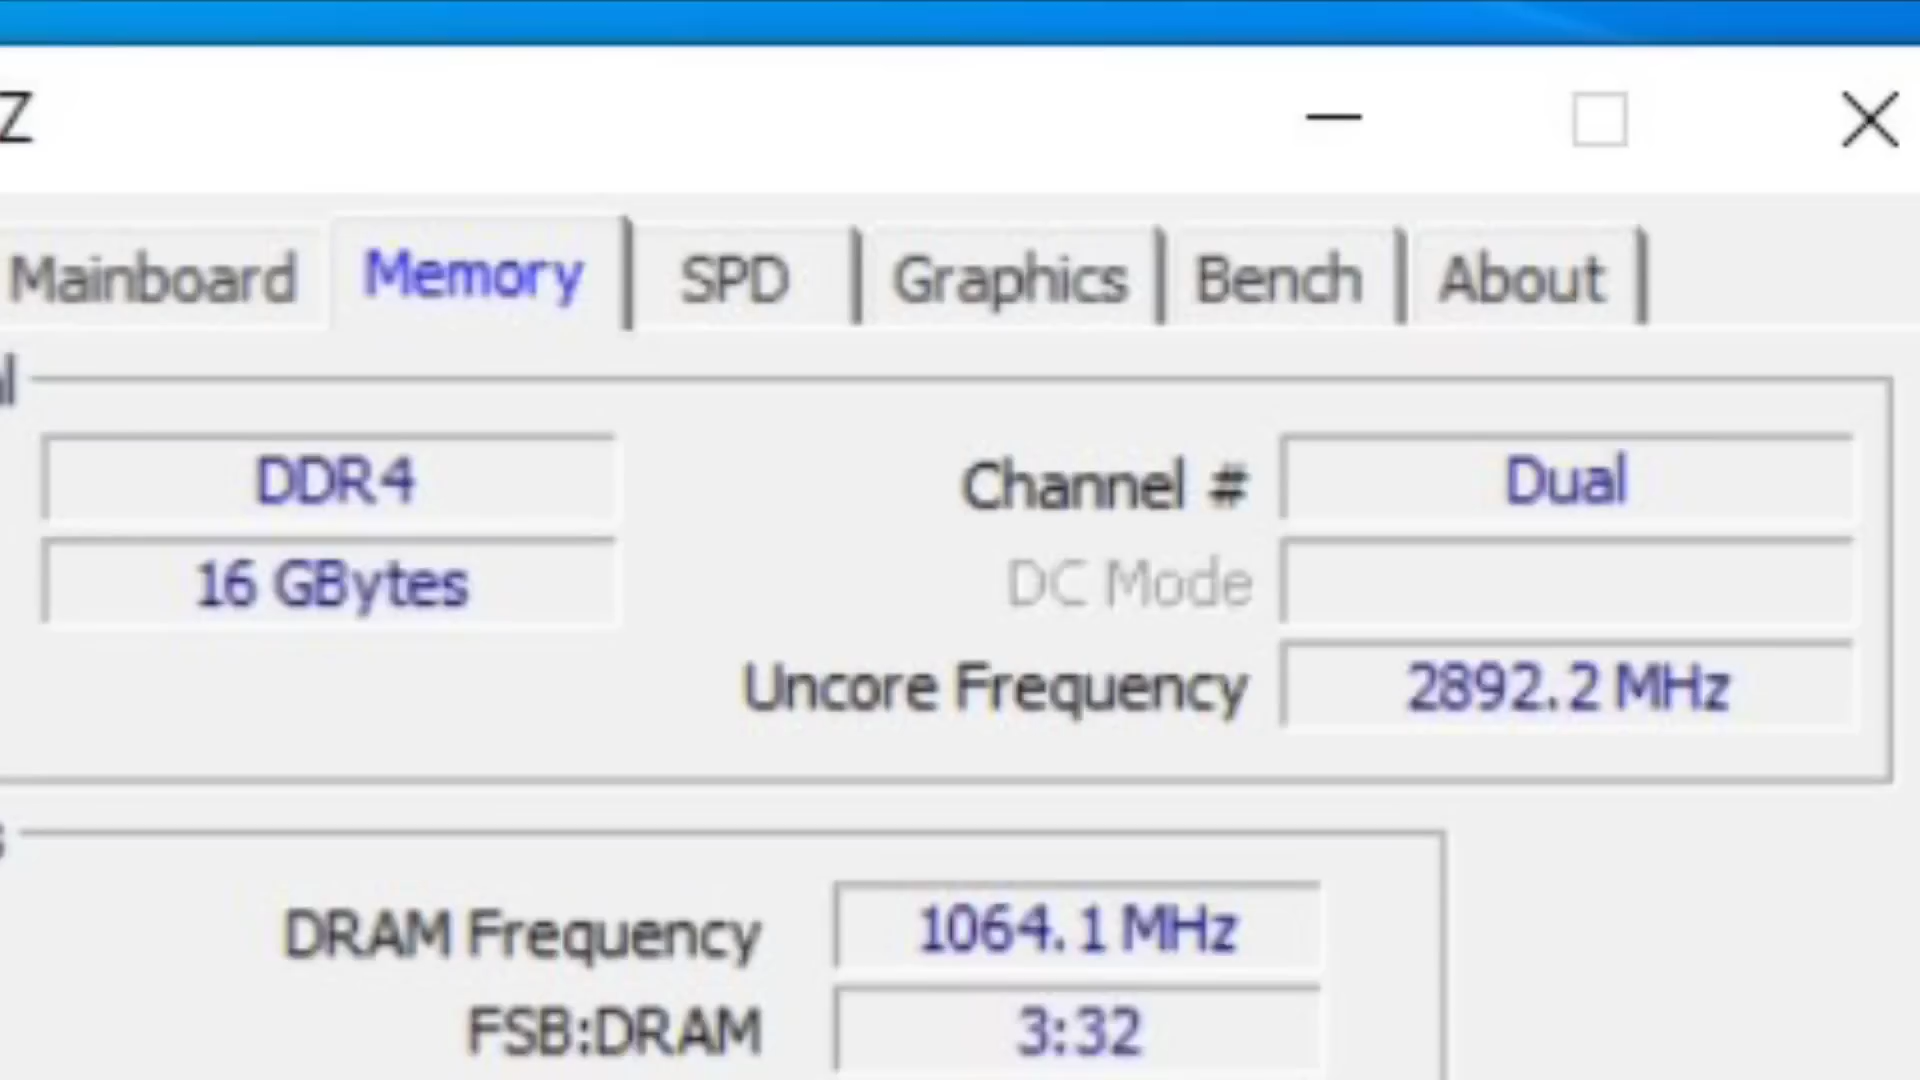 Z
Mainboard Memory SPD Graphics Bench About
DDR4 Channel # Dual
16 GBytes DC Mode
Uncore Frequency 2892.2 MHz
DRAM Frequency 1064.1 MHz
FSB:DRAM 3:32